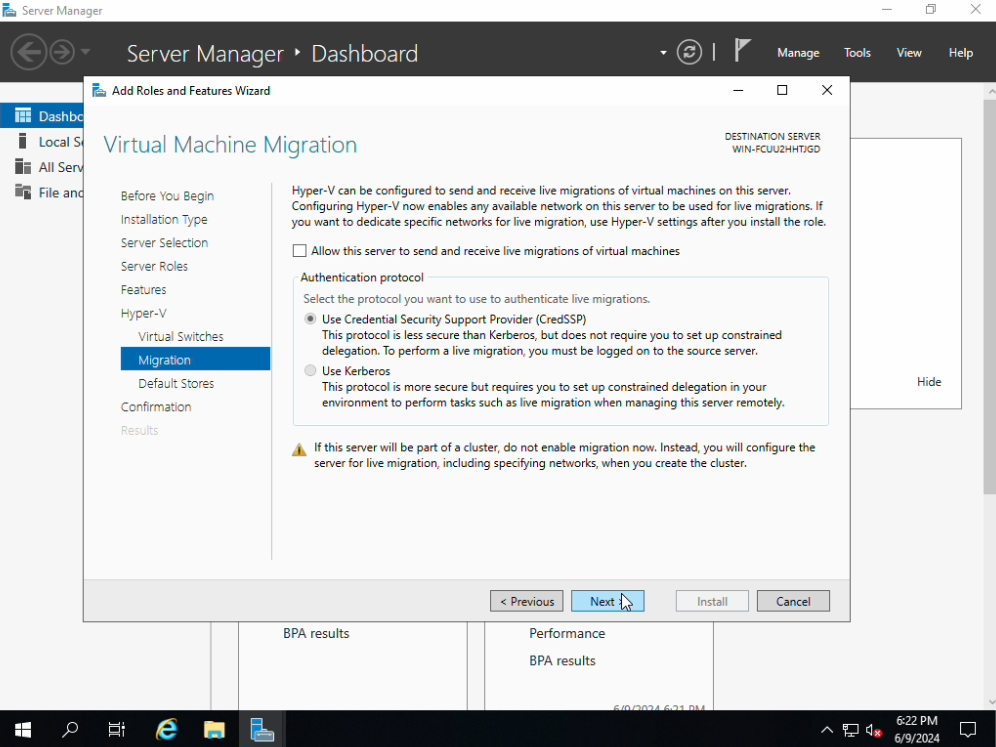 Server Manager
Server Manager ‣ Dashboard
Manage Tools View Help
Add Roles and Features Wizard
Virtual Machine Migration
DESTINATION SERVER
WIN-FCUU2HHTJGD
Before You Begin
Installation Type
Server Selection
Server Roles
Features
Hyper-V
Virtual Switches
Migration
Default Stores
Confirmation
Results
Hyper-V can be configured to send and receive live migrations of virtual machines on this server.
Configuring Hyper-V now enables any available network on this server to be used for live migrations. If
you want to dedicate specific networks for live migration, use Hyper-V settings after you install the role.
Allow this server to send and receive live migrations of virtual machines
Authentication protocol
Select the protocol you want to use to authenticate live migrations.
Use Credential Security Support Provider (CredSSP)
This protocol is less secure than Kerberos, but does not require you to set up constrained
delegation. To perform a live migration, you must be logged on to the source server.
Use Kerberos
This protocol is more secure but requires you to set up constrained delegation in your
environment to perform tasks such as live migration when managing this server remotely.
If this server will be part of a cluster, do not enable migration now. Instead, you will configure the
server for live migration, including specifying networks, when you create the cluster.
< Previous Next > Install Cancel
Dashbo
Local Se
All Serv
File and
Hide
BPA results
Performance
BPA results
6/9/2024 6:21 PM
6:22 PM
6/9/2024